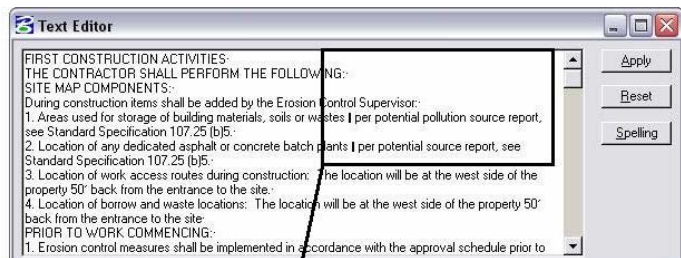 Text Editor
FIRST CONSTRUCTION ACTIVITIES·
THE CONTRACTOR SHALL PERFORM THE FOLLOWING:·
SITE MAP COMPONENTS:·
During construction items shall be added by the Erosion Control Supervisor:·
1. Areas used for storage of building materials, soils or wastes | per potential pollution source report,
see Standard Specification 107.25 (b)5.·
2. Location of any dedicated asphalt or concrete batch plants | per potential source report, see
Standard Specification 107.25 (b)5.·
3. Location of work access routes during construction: The location will be at the west side of the
property 50' back from the entrance to the site.·
4. Location of borrow and waste locations: The location will be at the west side of the property 50'
back from the entrance to the site·
PRIOR TO WORK COMMENCING:·
1. Erosion control measures shall be implemented in accordance with the approval schedule prior to
Apply
Reset
Spelling